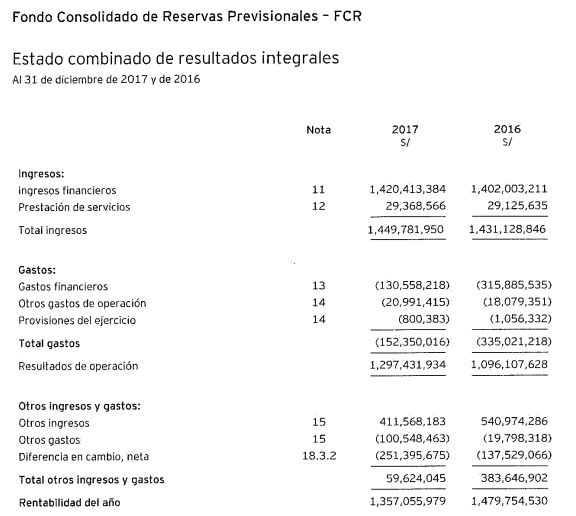 Fondo Consolidado de Reservas Previsionales – FCR
Estado combinado de resultados integrales
Al 31 de diciembre de 2017 y de 2016
Nota 2017 2016
S/ S/
Ingresos:
Ingresos financieros 11 1,420,413,384 1,402,003,211
Prestación de servicios 12 29,368,566 29,125,635
Total ingresos 1,449,781,950 1,431,128,846
Gastos:
Gastos financieros 13 (130,558,218) (315,885,535)
Otros gastos de operación 14 (20,991,415) (18,079,351)
Provisiones del ejercicio 14 (800,383) (1,056,332)
Total gastos (152,350,016) (335,021,218)
Resultados de operación 1,297,431,934 1,096,107,628
Otros ingresos y gastos:
Otros ingresos 15 411,568,183 540,974,286
Otros gastos 15 (100,548,463) (19,798,318)
Diferencia en cambio, neta 18.3.2 (251,395,675) (137,529,066)
Total otros ingresos y gastos 59,624,045 383,646,902
Rentabilidad del año 1,357,055,979 1,479,754,530